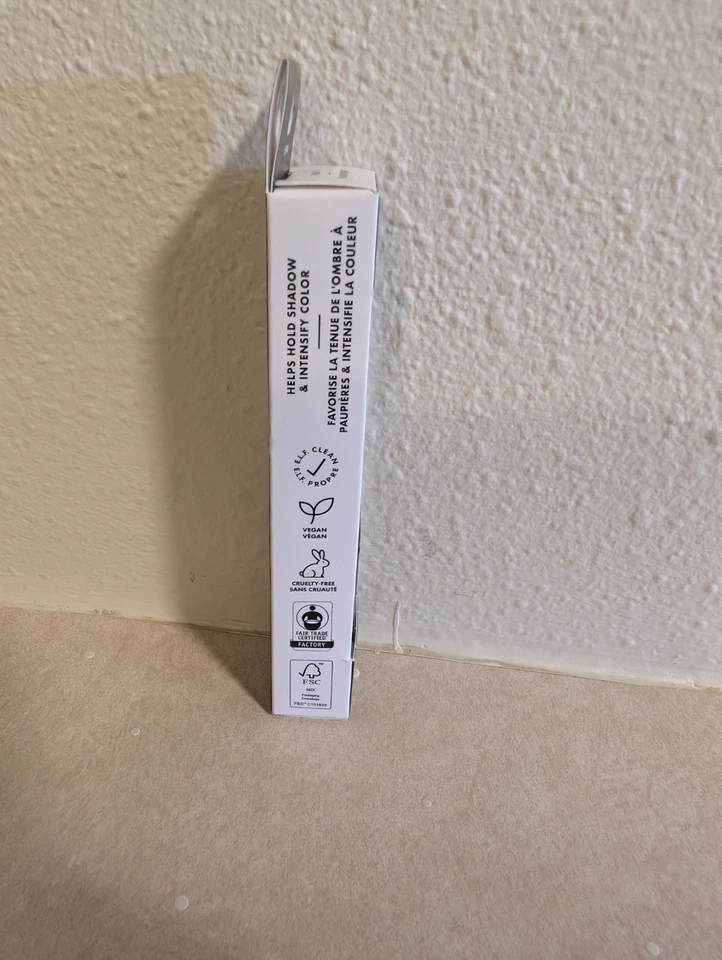 HELPS HOLD SHADOW
& INTENSIFY COLOR
FAVORISE LA TENUE DE L'OMBRE À
PAUPIÈRES & INTENSIFIE LA COULEUR
E.L.F. CLEAN
E.L.F. PROPRE
VEGAN
VÉGAN
CRUELTY-FREE
SANS CRUAUTÉ
FAIR TRADE
CERTIFIED
FACTORY
FSC
MIX
Packaging